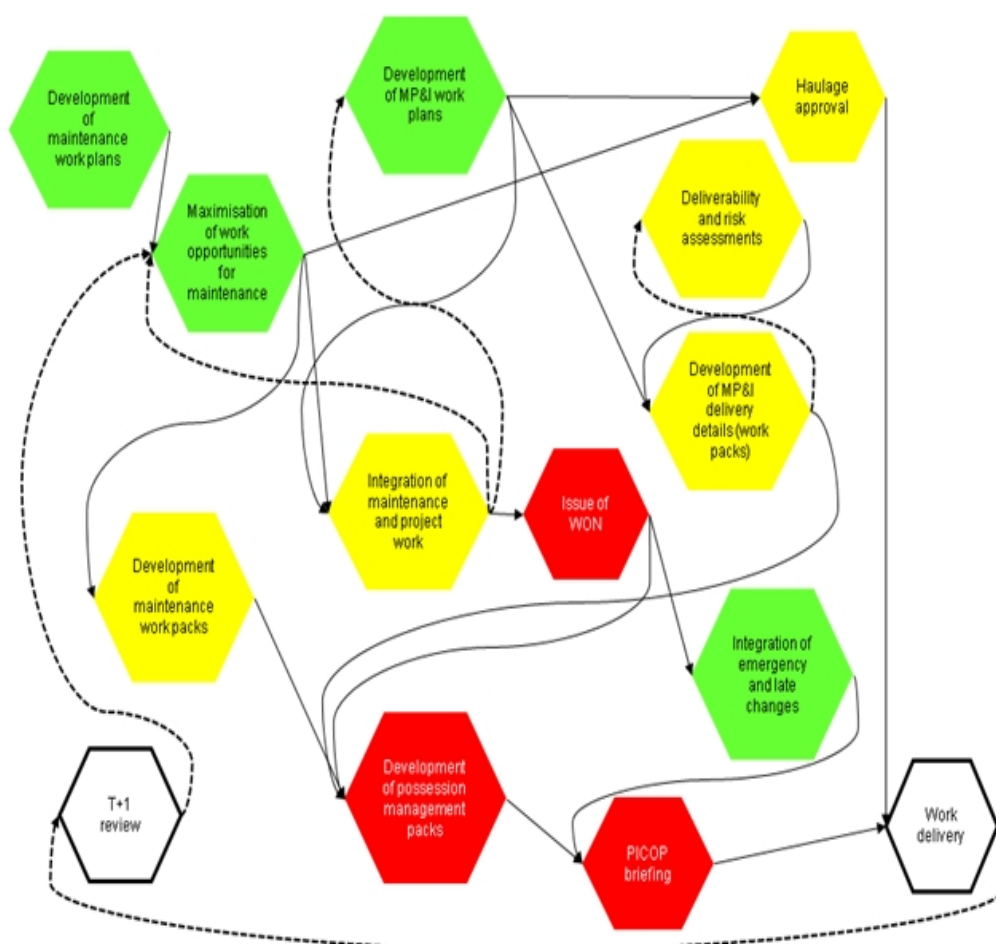 Development
of
maintenance
work plans
Development
of MP&I work
plans
Haulage
approval
Maximisation
of work
opportunities
for
maintenance
Deliverability
and risk
assessments
Development
of MP&I
delivery
details (work
packs)
Integration of
maintenance
and project
work
Issue of
WON
Development
of
maintenance
work packs
Integration of
emergency
and late
changes
T+1
review
Development
of possession
management
packs
PICOP
briefing
Work
delivery